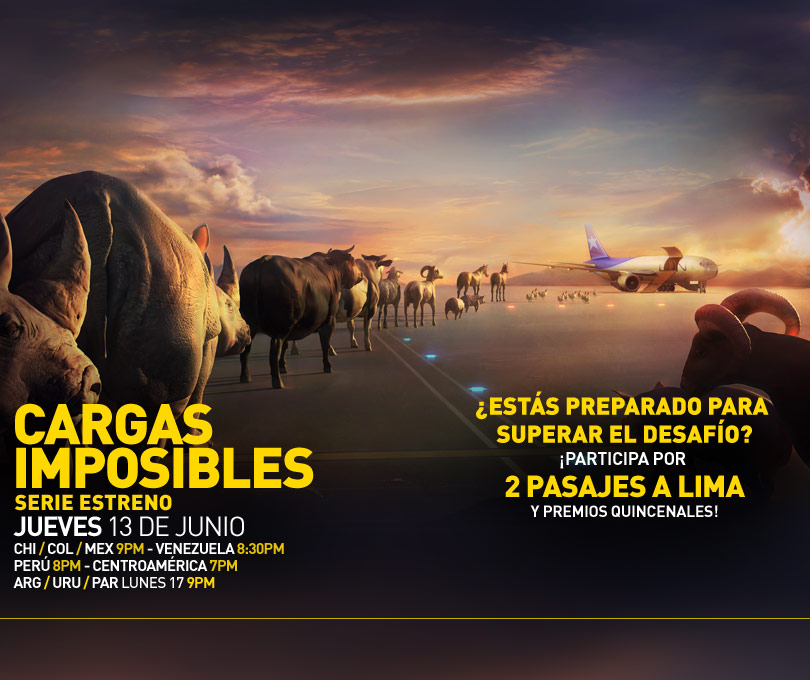 CARGAS
IMPOSIBLES
SERIE ESTRENO
JUEVES 13 DE JUNIO
CHI / COL / MEX 9PM - VENEZUELA 8:30PM
PERÚ 8PM - CENTROAMÉRICA 7PM
ARG / URU / PAR LUNES 17 9PM
¿ESTÁS PREPARADO PARA
SUPERAR EL DESAFÍO?
¡PARTICIPA POR
2 PASAJES A LIMA
Y PREMIOS QUINCENALES!